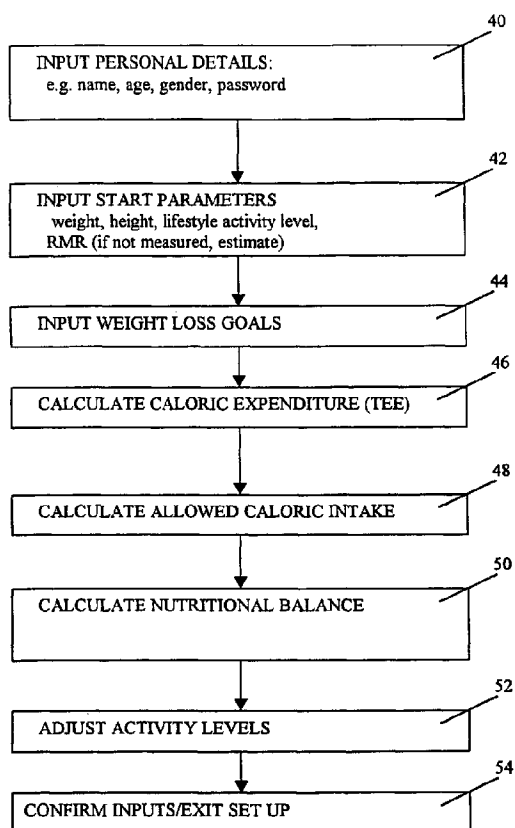 40
INPUT PERSONAL DETAILS:
e.g. name, age, gender, password
42
INPUT START PARAMETERS
weight, height, lifestyle activity level,
RMR (if not measured, estimate)
44
INPUT WEIGHT LOSS GOALS
46
CALCULATE CALORIC EXPENDITURE (TEE)
48
CALCULATE ALLOWED CALORIC INTAKE
50
CALCULATE NUTRITIONAL BALANCE
52
ADJUST ACTIVITY LEVELS
54
CONFIRM INPUTS/EXIT SET UP